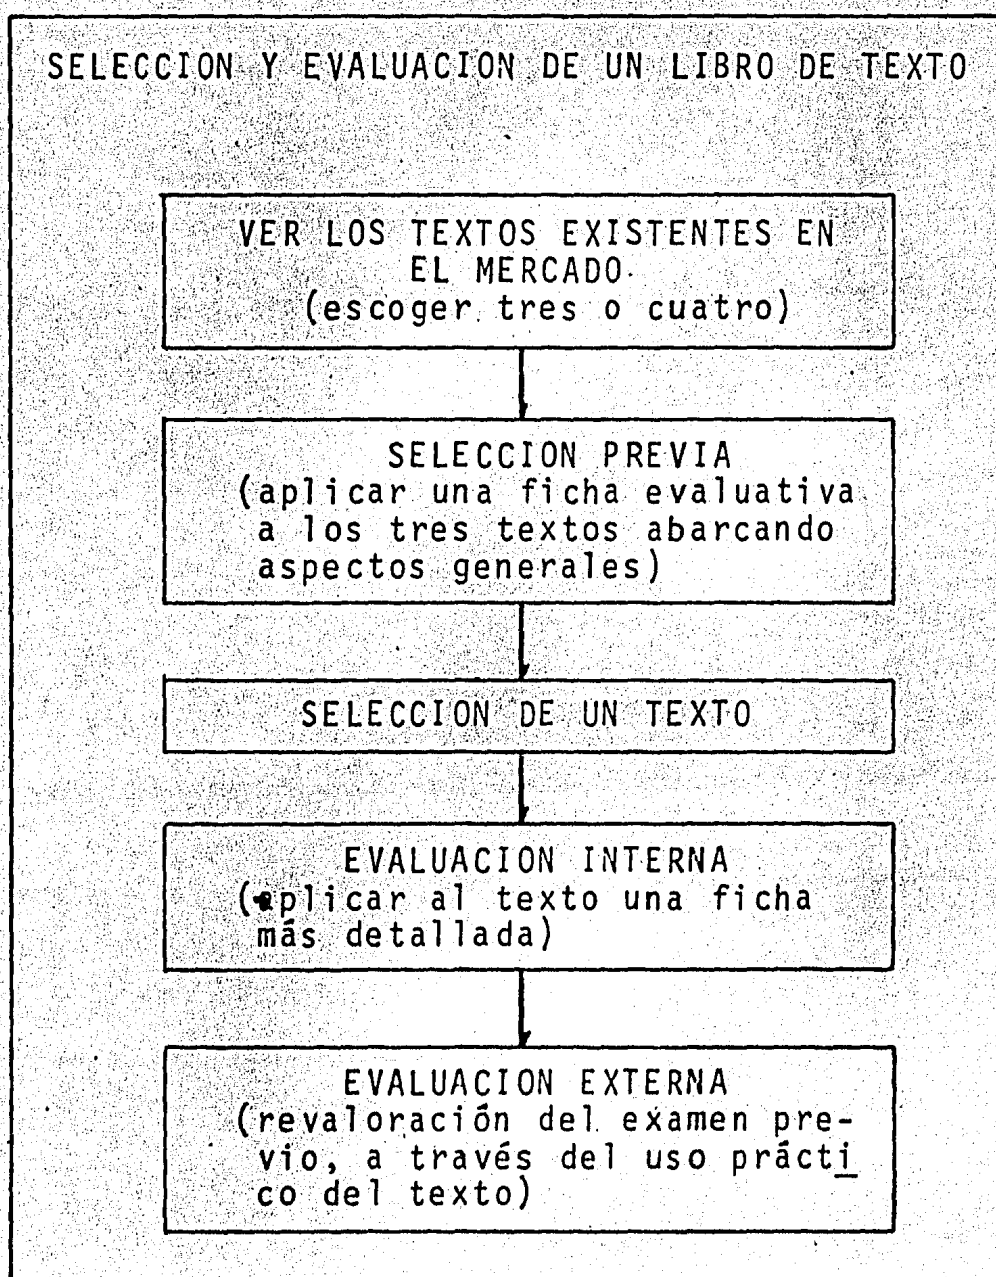 SELECCION Y EVALUACION DE UN LIBRO DE TEXTO
VER LOS TEXTOS EXISTENTES EN
EL MERCADO.
(escoger tres o cuatro)
SELECCION PREVIA
(aplicar una ficha evaluativa
a los tres textos abarcando
aspectos generales)
SELECCION DE UN TEXTO
EVALUACION INTERNA
(aplicar al texto una ficha
más detallada)
EVALUACION EXTERNA
(revaloración del examen pre-
vio, a través del uso prácti
co del texto)